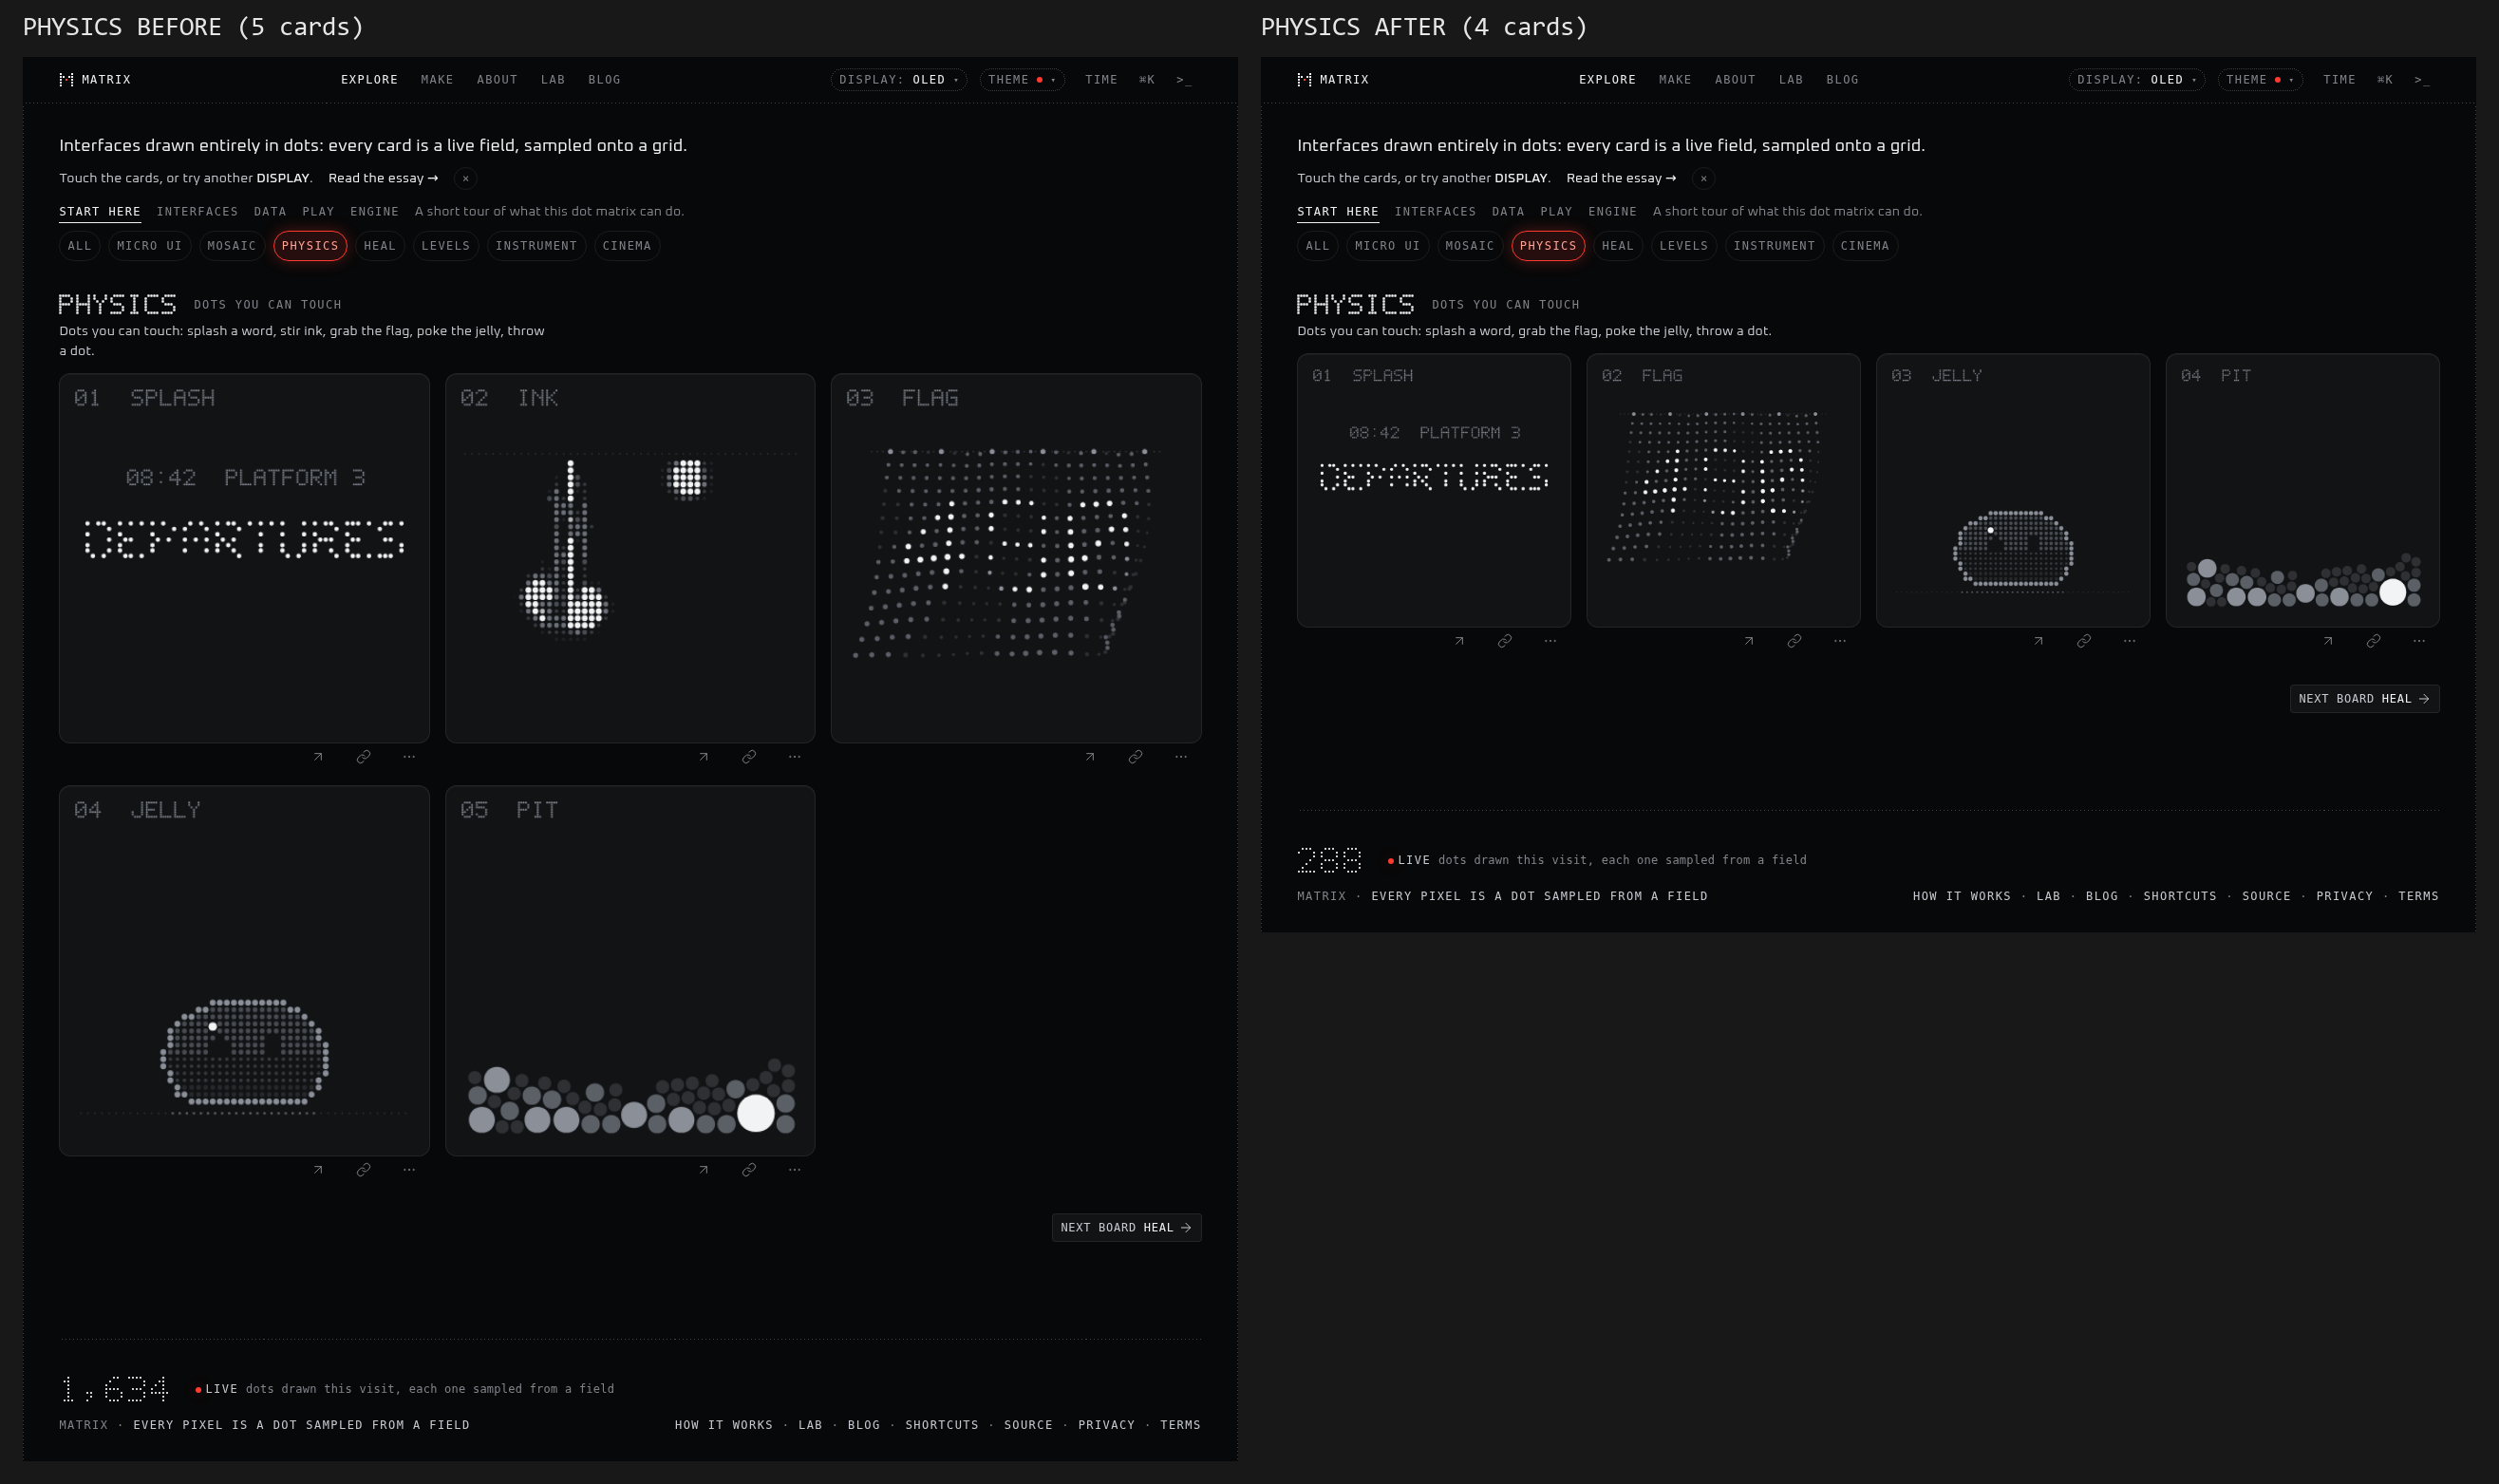 PHYSICS BEFORE (5 cards)
MATRIX
EXPLORE MAKE ABOUT LAB BLOG
DISPLAY: OLED THEME TIME ⌘K >_
Interfaces drawn entirely in dots: every card is a live field, sampled onto a grid.
Touch the cards, or try another DISPLAY. Read the essay → ×
START HERE INTERFACES DATA PLAY ENGINE A short tour of what this dot matrix can do.
ALL MICRO UI MOSAIC PHYSICS HEAL LEVELS INSTRUMENT CINEMA
PHYSICS DOTS YOU CAN TOUCH
Dots you can touch: splash a word, stir ink, grab the flag, poke the jelly, throw
a dot.
01 SPLASH
08:42 PLATFORM 3
DEPARTURES
02 INK
03 FLAG
04 JELLY
05 PIT
NEXT BOARD HEAL →
1,634 LIVE dots drawn this visit, each one sampled from a field
MATRIX · EVERY PIXEL IS A DOT SAMPLED FROM A FIELD
HOW IT WORKS · LAB · BLOG · SHORTCUTS · SOURCE · PRIVACY · TERMS
PHYSICS AFTER (4 cards)
MATRIX
EXPLORE MAKE ABOUT LAB BLOG
DISPLAY: OLED THEME TIME ⌘K >_
Interfaces drawn entirely in dots: every card is a live field, sampled onto a grid.
Touch the cards, or try another DISPLAY. Read the essay → ×
START HERE INTERFACES DATA PLAY ENGINE A short tour of what this dot matrix can do.
ALL MICRO UI MOSAIC PHYSICS HEAL LEVELS INSTRUMENT CINEMA
PHYSICS DOTS YOU CAN TOUCH
Dots you can touch: splash a word, grab the flag, poke the jelly, throw a dot.
01 SPLASH
08:42 PLATFORM 3
DEPARTURES
02 FLAG
03 JELLY
04 PIT
NEXT BOARD HEAL →
288 LIVE dots drawn this visit, each one sampled from a field
MATRIX · EVERY PIXEL IS A DOT SAMPLED FROM A FIELD
HOW IT WORKS · LAB · BLOG · SHORTCUTS · SOURCE · PRIVACY · TERMS